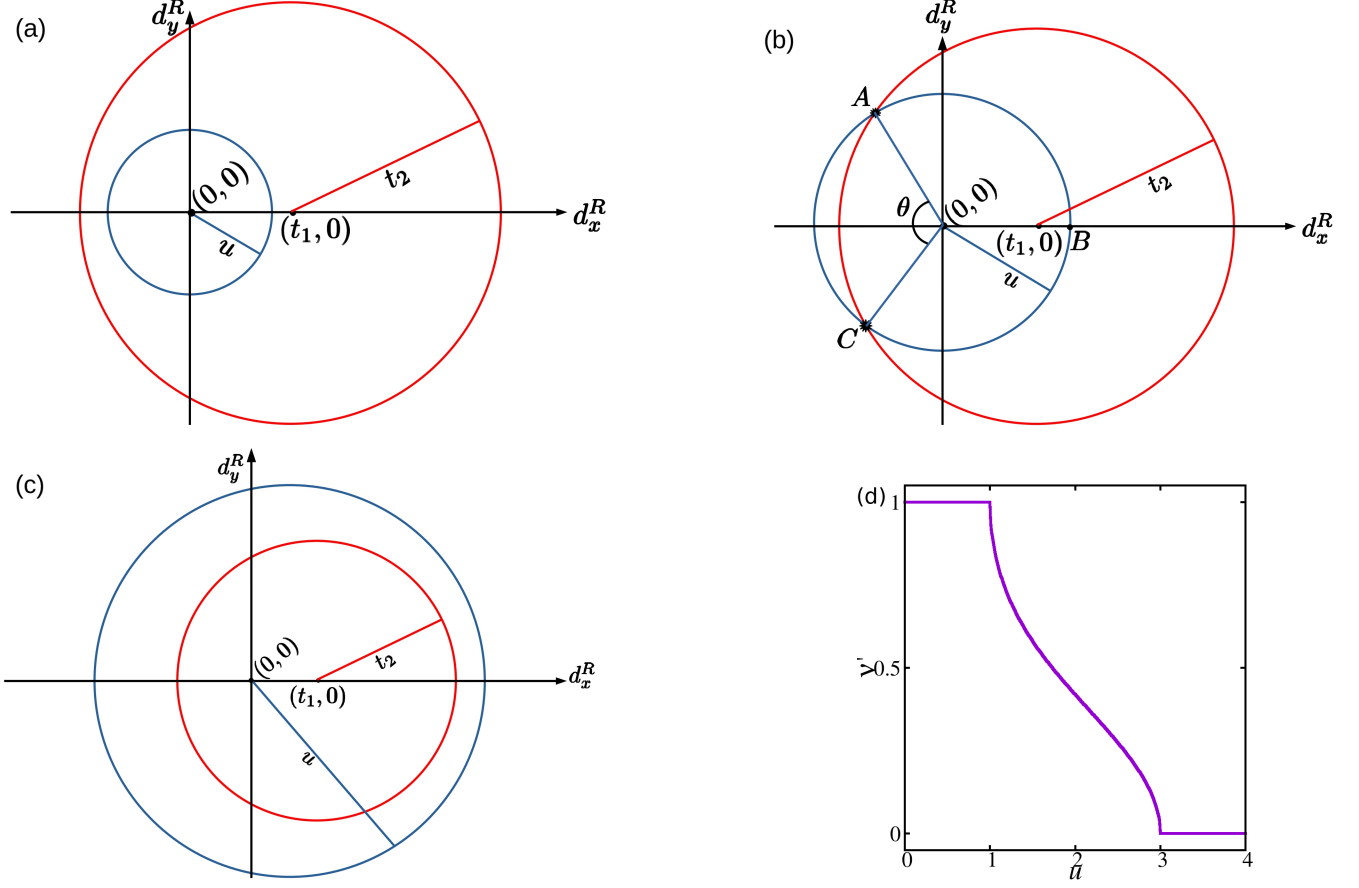 (a)
d_y^R
(0,0)
t_2
u
(t_1,0)
d_x^R
(b)
d_y^R
A
θ
(0,0)
t_2
(t_1,0)
B
d_x^R
u
C
(c)
d_y^R
(0,0)
t_2
(t_1,0)
d_x^R
u
(d)
1
ν'
0.5
0
0 1 2 3 4
u